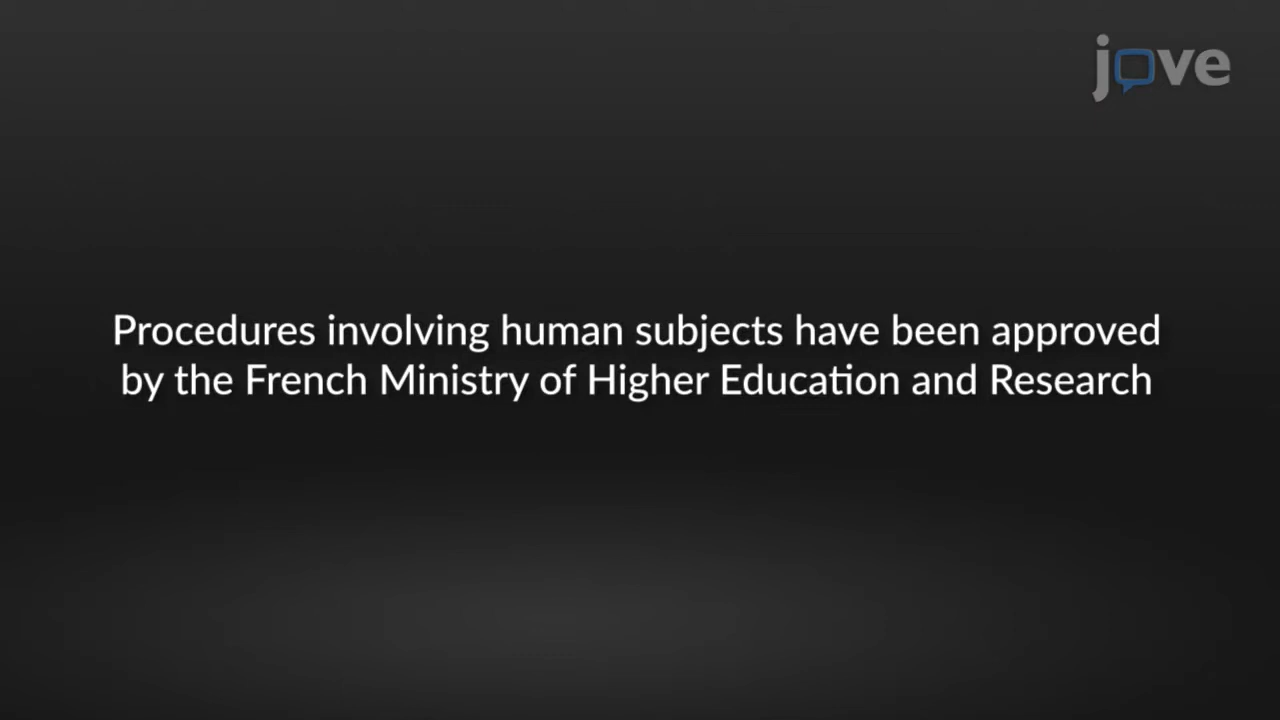 jove
Procedures involving human subjects have been approved
by the French Ministry of Higher Education and Research